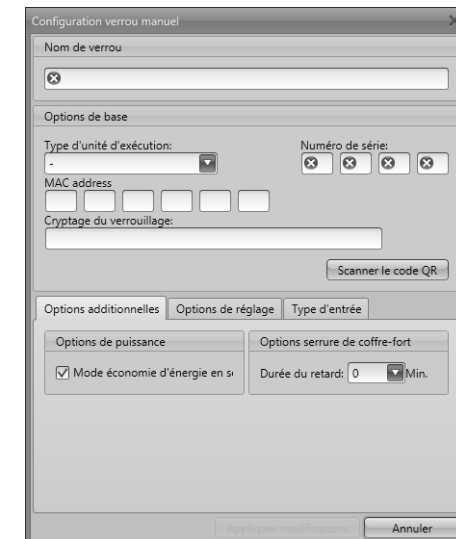 Configuration verrou manuel
Nom de verrou
Options de base
Type d'unité d'exécution:
Numéro de série:
-
MAC address
Cryptage du verrouillage:
Scanner le code QR
Options additionnelles Options de réglage Type d'entrée
Options de puissance
Options serrure de coffre-fort
Mode économie d'énergie en
Durée du retard: 0 Min.
Appliquer modifications Annuler